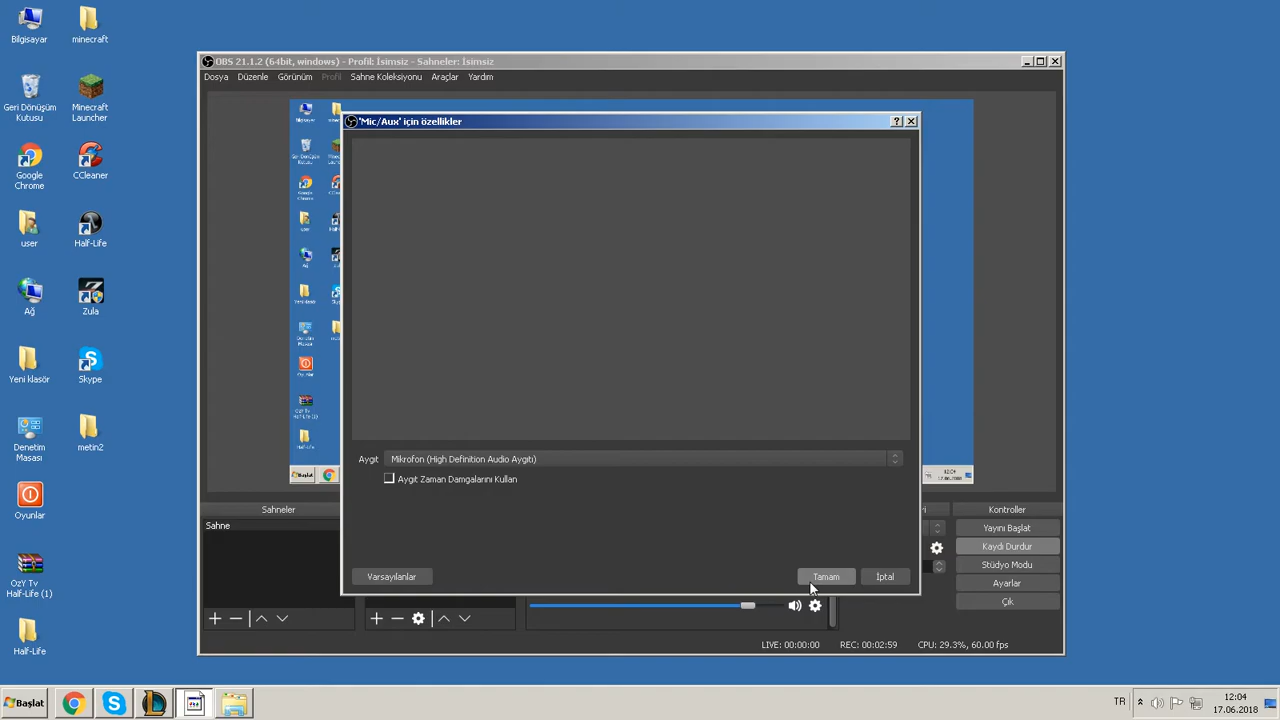 Bilgisayar
minecraft
Geri Dönüşüm
Kutusu
Minecraft
Launcher
Google
Chrome
CCleaner
user
Half-Life
Ağ
Zula
Yeni klasör
Skype
Denetim
Masası
metin2
Oyunlar
OzY Tv
Half-Life (1)
Half-Life
OBS 21.1.2 (64bit, windows) - Profil: İsimsiz - Sahneler: İsimsiz
Dosya Düzenle Görünüm Profil Sahne Koleksiyonu Araçlar Yardım
'Mic/Aux' için özellikler
Aygıt Mikrofon (High Definition Audio Aygıtı)
Aygıt Zaman Damgalarını Kullan
Varsayılanlar Tamam İptal
Sahneler
Sahne
Kontroller
Yayını Başlat
Kaydı Durdur
Stüdyo Modu
Ayarlar
Çık
LIVE: 00:00:00 REC: 00:02:59 CPU: 29.3%, 60.00 fps
Başlat
TR
12:04
17.06.2018